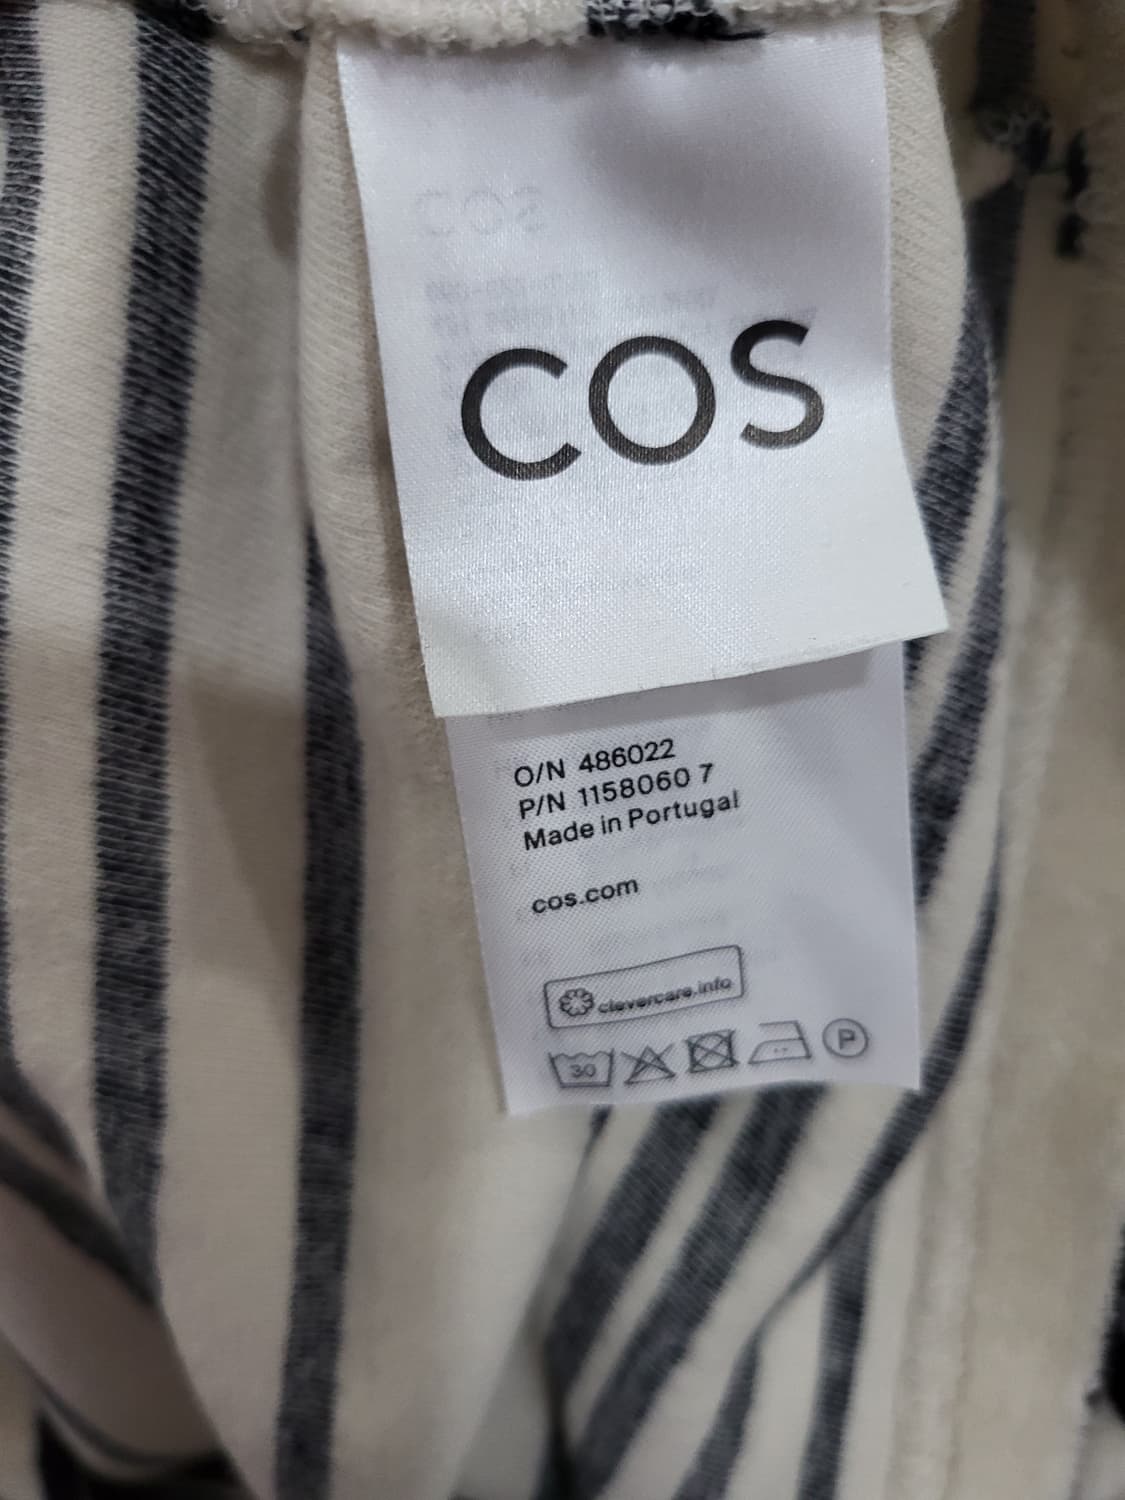 COS
O/N 486022
P/N 1158060 7
Made in Portugal
cos.com
clevercare.info
30
P